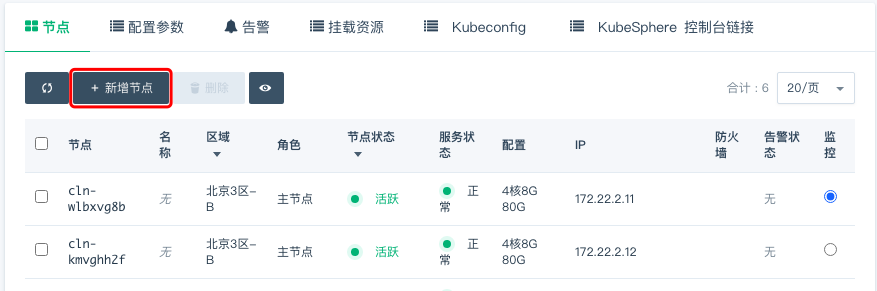 节点 配置参数 告警 挂载资源 Kubeconfig KubeSphere 控制台链接
+ 新增节点 删除 合计：6 20/页
节点 名称 区域 角色 节点状态 服务状态 配置 IP 防火墙 告警状态 监控
cln-wlbxvg8b 无 北京3区-B 主节点 活跃 正常 4核8G 80G 172.22.2.11 无
cln-kmvghh2f 无 北京3区-B 主节点 活跃 正常 4核8G 80G 172.22.2.12 无